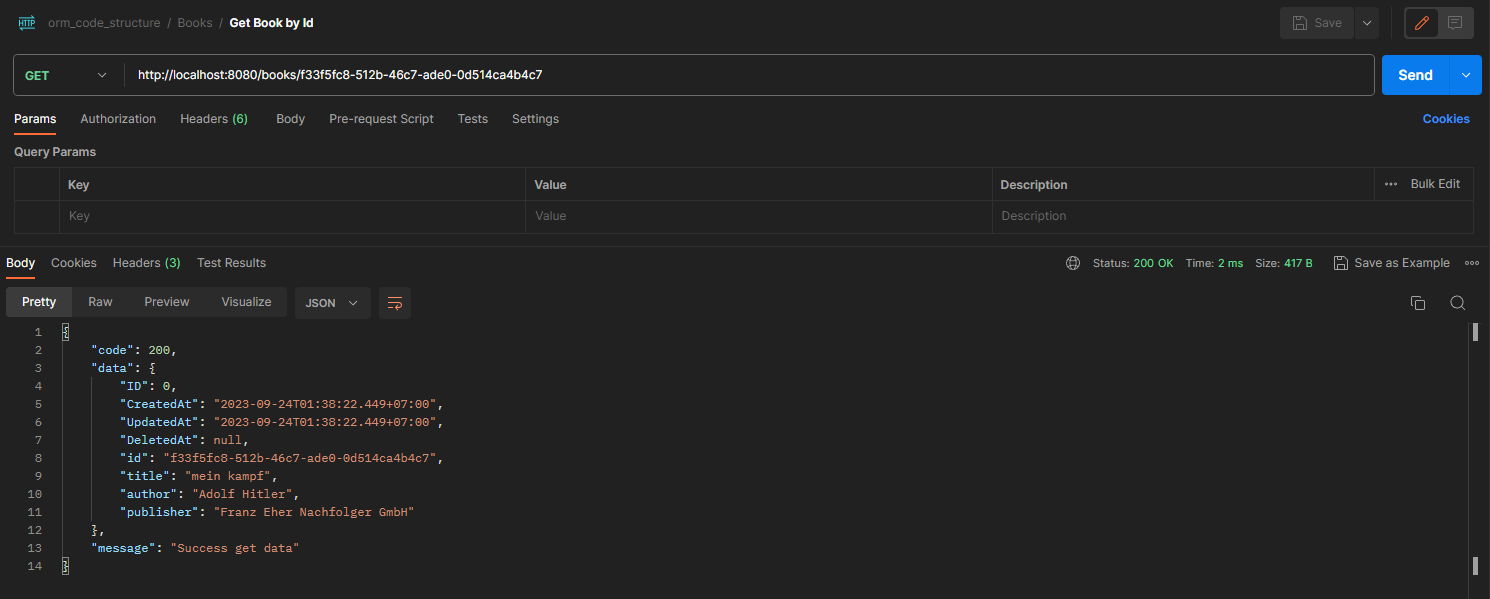 HTTP orm_code_structure / Books / Get Book by Id Save
GET http://localhost:8080/books/f33f5fc8-512b-46c7-ade0-0d514ca4b4c7 Send
Params Authorization Headers (6) Body Pre-request Script Tests Settings Cookies
Query Params
Key Value Description ••• Bulk Edit
Key Value Description
Body Cookies Headers (3) Test Results Status: 200 OK Time: 2 ms Size: 417 B Save as Example
Pretty Raw Preview Visualize JSON
1 {
2 "code": 200,
3 "data": {
4 "ID": 0,
5 "CreatedAt": "2023-09-24T01:38:22.449+07:00",
6 "UpdatedAt": "2023-09-24T01:38:22.449+07:00",
7 "DeletedAt": null,
8 "id": "f33f5fc8-512b-46c7-ade0-0d514ca4b4c7",
9 "title": "mein kampf",
10 "author": "Adolf Hitler",
11 "publisher": "Franz Eher Nachfolger GmbH"
12 },
13 "message": "Success get data"
14 }